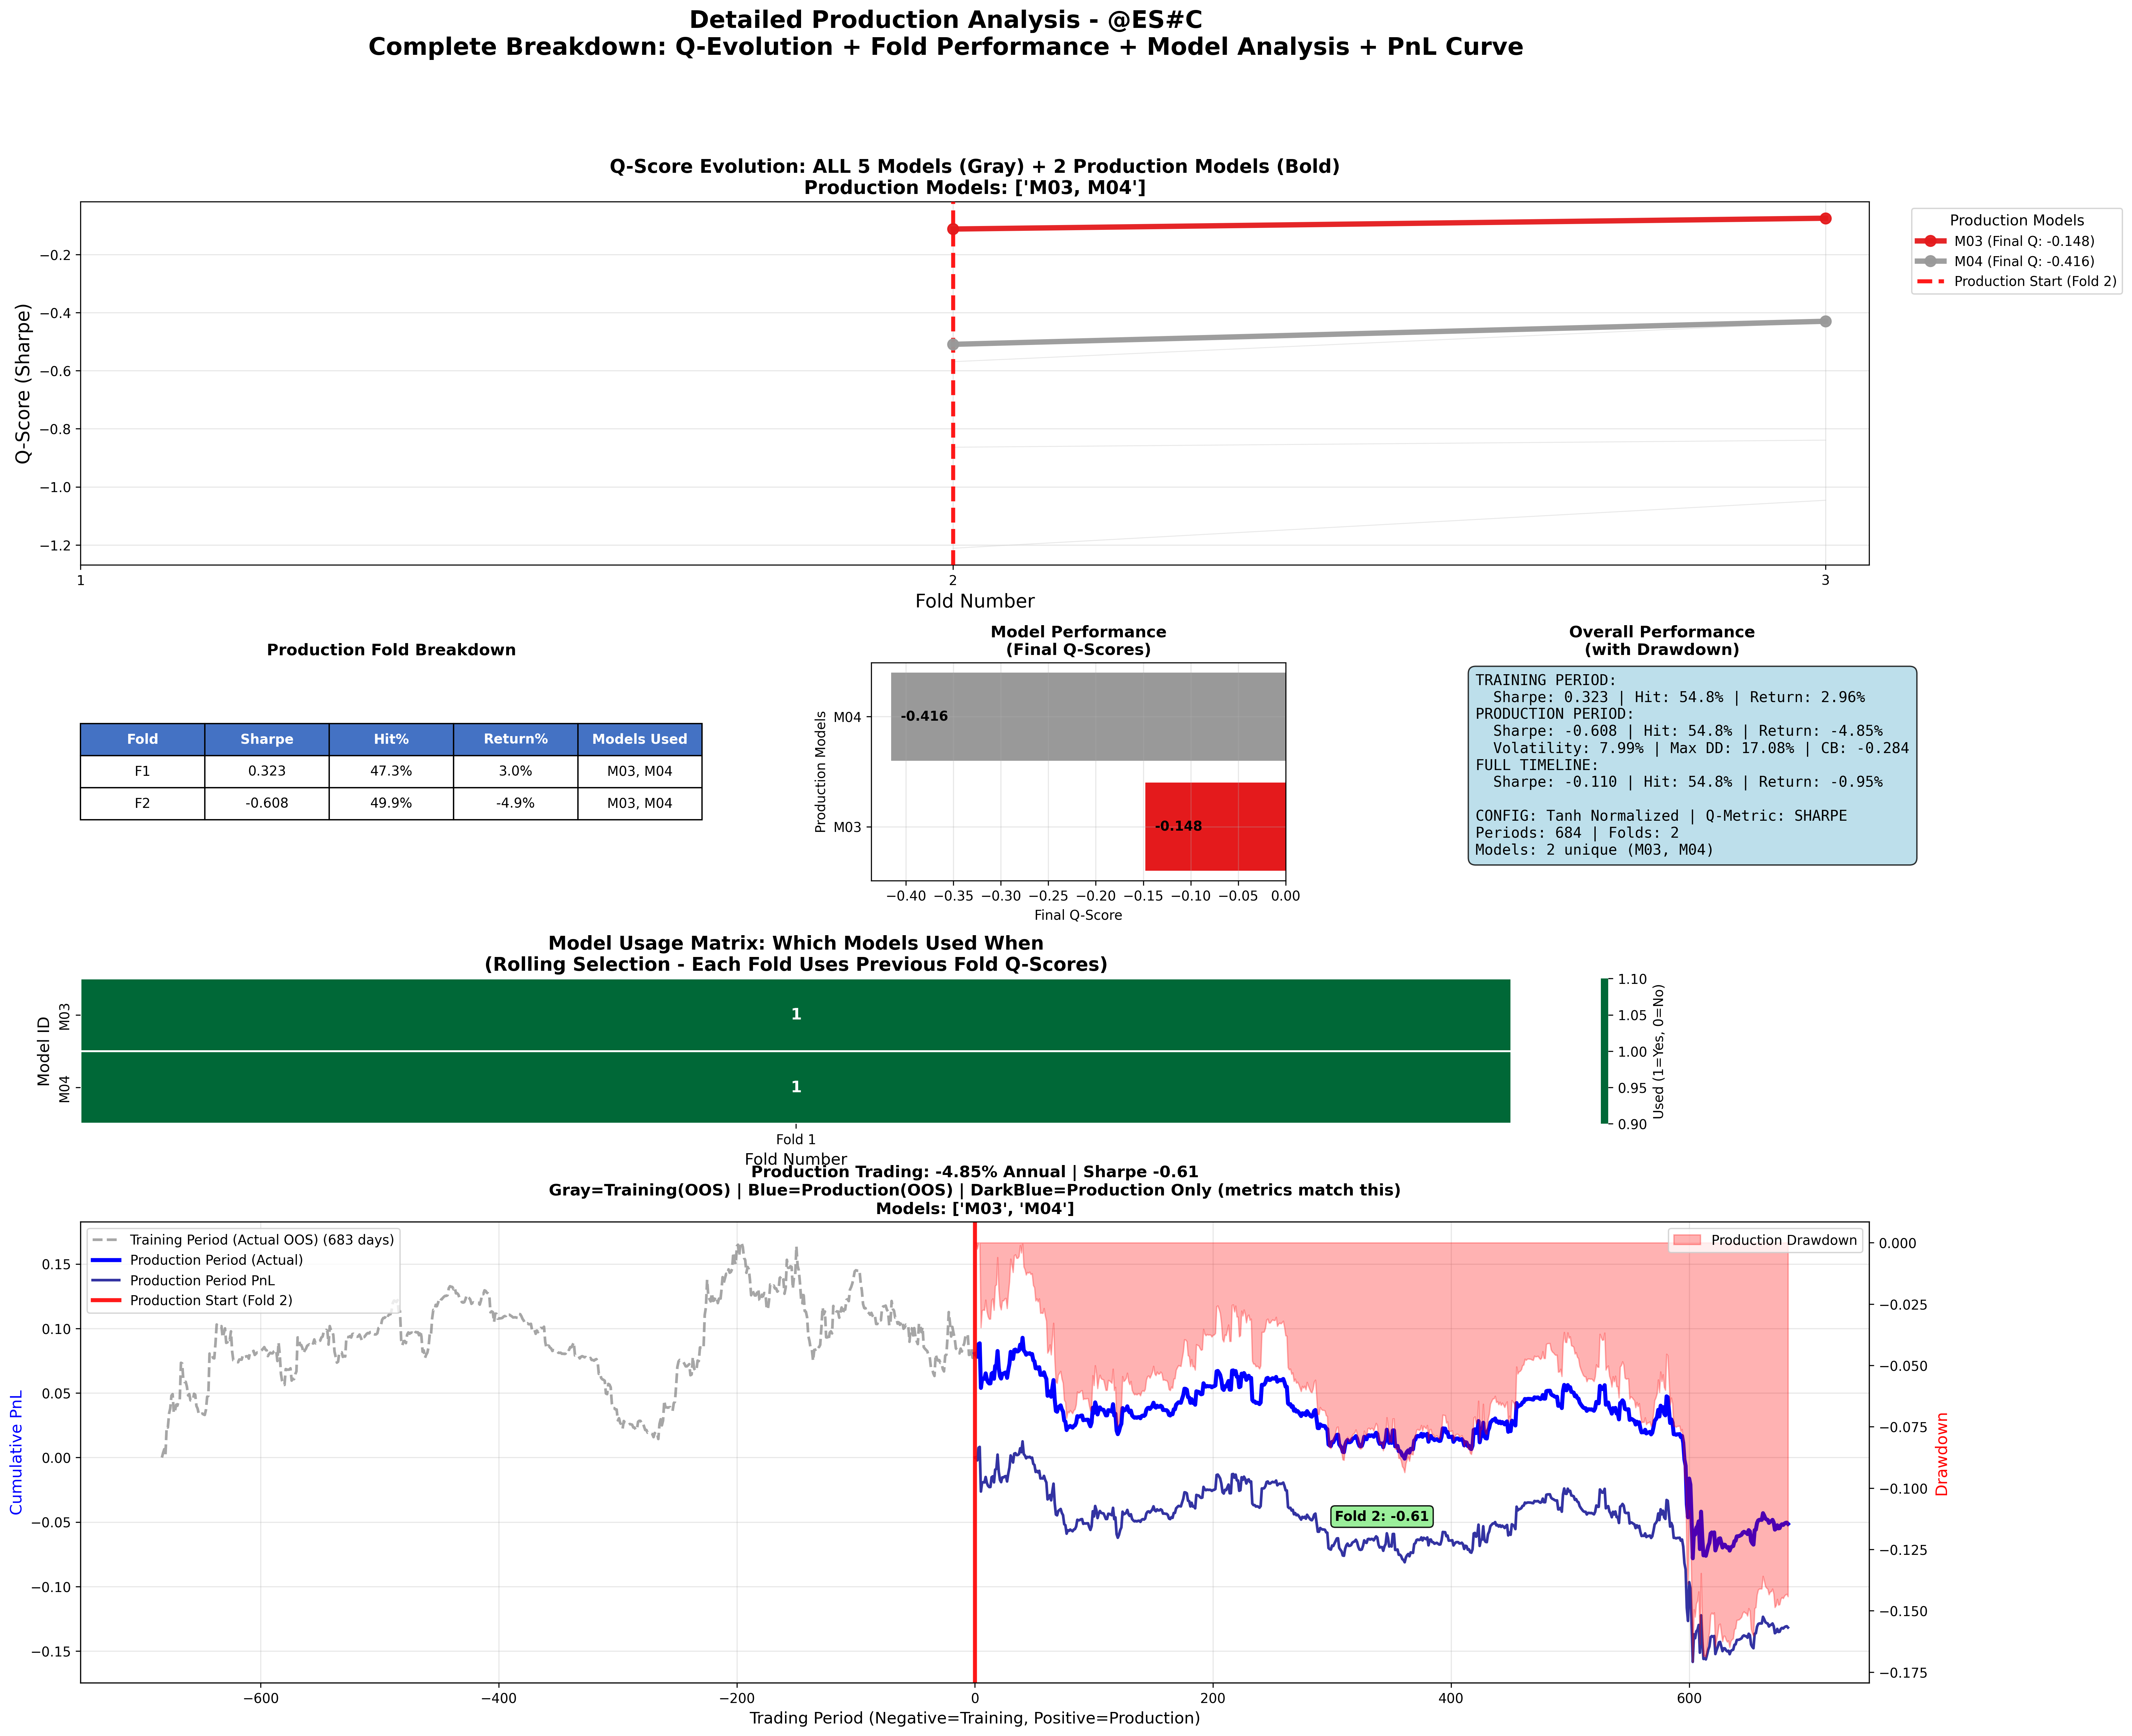 Detailed Production Analysis - @ES#C
Complete Breakdown: Q-Evolution + Fold Performance + Model Analysis + PnL Curve
Q-Score Evolution: ALL 5 Models (Gray) + 2 Production Models (Bold)
Production Models: ['M03, M04']
Q-Score (Sharpe)
−0.2
−0.4
−0.6
−0.8
−1.0
−1.2
1
2
3
Fold Number
Production Models
M03 (Final Q: -0.148)
M04 (Final Q: -0.416)
Production Start (Fold 2)
Production Fold Breakdown
Fold Sharpe Hit% Return% Models Used
F1 0.323 47.3% 3.0% M03, M04
F2 -0.608 49.9% -4.9% M03, M04
Model Performance
(Final Q-Scores)
Production Models
M04
M03
-0.416
-0.148
−0.40 −0.35 −0.30 −0.25 −0.20 −0.15 −0.10 −0.05 0.00
Final Q-Score
Overall Performance
(with Drawdown)
TRAINING PERIOD:
Sharpe: 0.323 | Hit: 54.8% | Return: 2.96%
PRODUCTION PERIOD:
Sharpe: -0.608 | Hit: 54.8% | Return: -4.85%
Volatility: 7.99% | Max DD: 17.08% | CB: -0.284
FULL TIMELINE:
Sharpe: -0.110 | Hit: 54.8% | Return: -0.95%
CONFIG: Tanh Normalized | Q-Metric: SHARPE
Periods: 684 | Folds: 2
Models: 2 unique (M03, M04)
Model Usage Matrix: Which Models Used When
(Rolling Selection - Each Fold Uses Previous Fold Q-Scores)
Model ID
M03
M04
1
1
Fold 1
Fold Number
1.10
1.05
1.00
0.95
0.90
Used (1=Yes, 0=No)
Production Trading: -4.85% Annual | Sharpe -0.61
Gray=Training(OOS) | Blue=Production(OOS) | DarkBlue=Production Only (metrics match this)
Models: ['M03', 'M04']
Training Period (Actual OOS) (683 days)
Production Period (Actual)
Production Period PnL
Production Start (Fold 2)
Production Drawdown
Cumulative PnL
0.15
0.10
0.05
0.00
−0.05
−0.10
−0.15
Fold 2: -0.61
0.000
−0.025
−0.050
−0.075
−0.100
−0.125
−0.150
−0.175
Drawdown
−600 −400 −200 0 200 400 600
Trading Period (Negative=Training, Positive=Production)